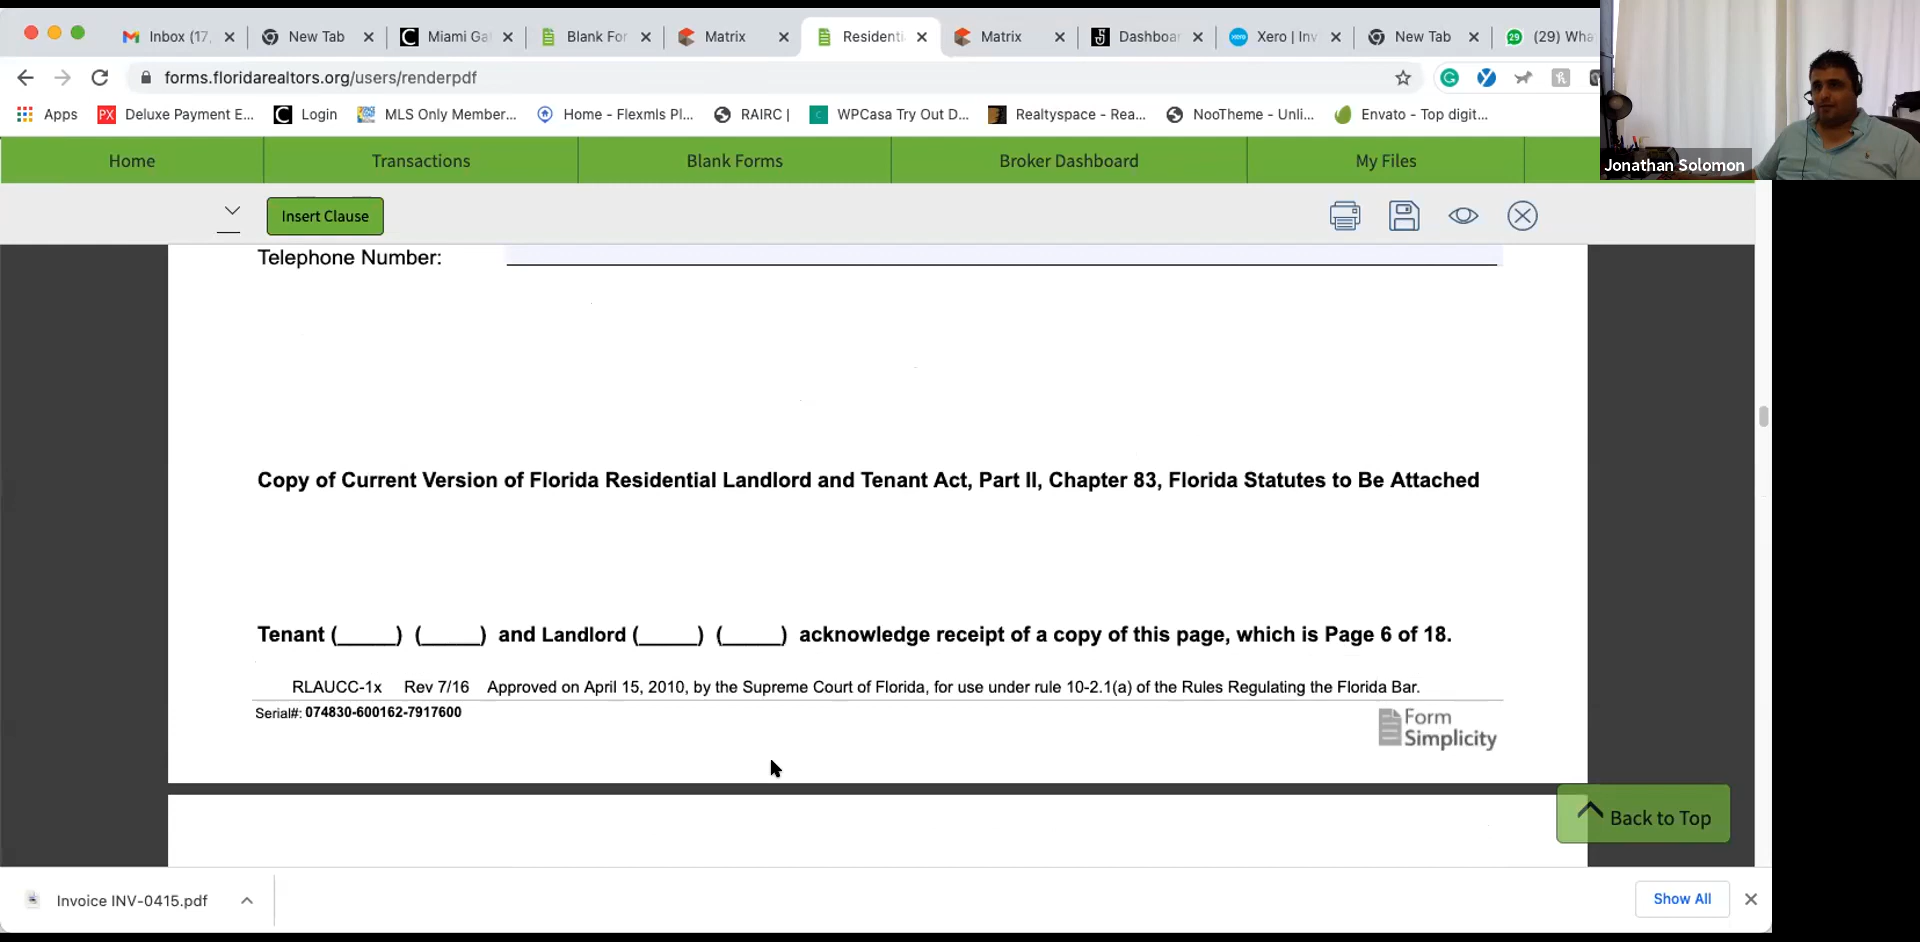 Inbox (17,
New Tab
Miami Ga
Blank For
Matrix
Residenti
Matrix
Dashboar
Xero | Inv
New Tab
(29) Wha
forms.floridarealtors.org/users/renderpdf
Apps
Deluxe Payment E...
Login
MLS Only Member...
Home - Flexmls Pl...
RAIRC |
WPCasa Try Out D...
Realtyspace - Rea...
NooTheme - Unli...
Envato - Top digit...
Jonathan Solomon
Home
Transactions
Blank Forms
Broker Dashboard
My Files
Insert Clause
Telephone Number:
Copy of Current Version of Florida Residential Landlord and Tenant Act, Part II, Chapter 83, Florida Statutes to Be Attached
Tenant (_____) (_____) and Landlord (_____) (_____) acknowledge receipt of a copy of this page, which is Page 6 of 18.
RLAUCC-1x Rev 7/16 Approved on April 15, 2010, by the Supreme Court of Florida, for use under rule 10-2.1(a) of the Rules Regulating the Florida Bar.
Serial#: 074830-600162-7917600
Form
Simplicity
Back to Top
Invoice INV-0415.pdf
Show All